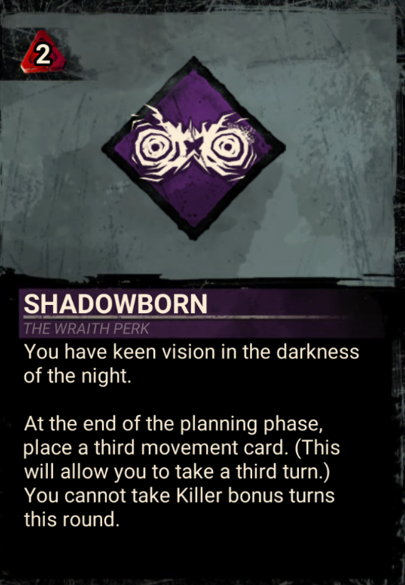 2
SHADOWBORN
THE WRAITH PERK
You have keen vision in the darkness
of the night.
At the end of the planning phase,
place a third movement card. (This
will allow you to take a third turn.)
You cannot take Killer bonus turns
this round.